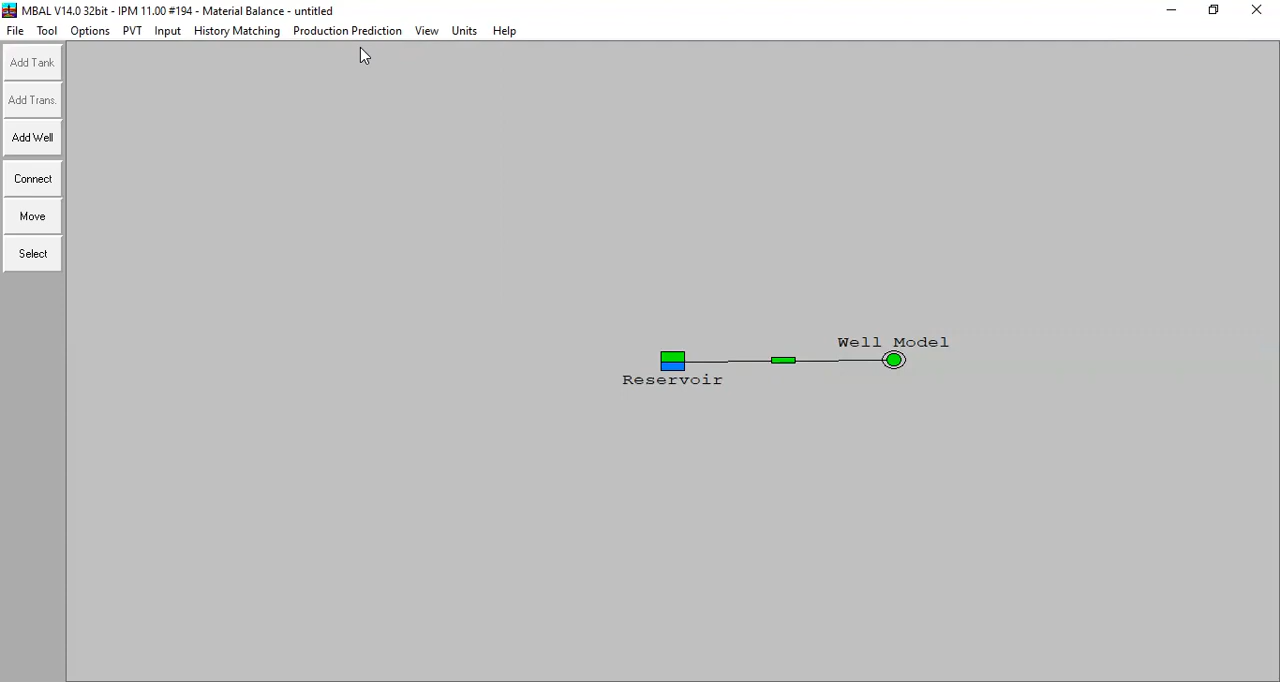 MBAL V14.0 32bit - IPM 11.00 #194 - Material Balance - untitled
File Tool Options PVT Input History Matching Production Prediction View Units Help
Add Tank
Add Trans.
Add Well
Connect
Move
Select
Well Model
Reservoir